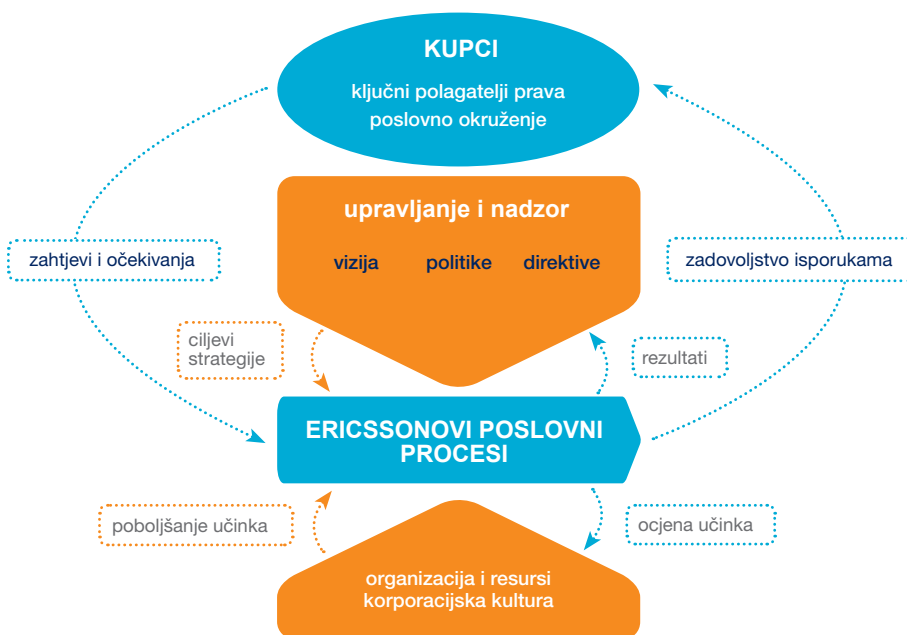 KUPCI
ključni polagatelji prava
poslovno okruženje
upravljanje i nadzor
vizija politike direktive
zahtjevi i očekivanja
zadovoljstvo isporukama
ciljevi
strategije
rezultati
ERICSSONOVI POSLOVNI
PROCESI
poboljšanje učinka
ocjena učinka
organizacija i resursi
korporacijska kultura